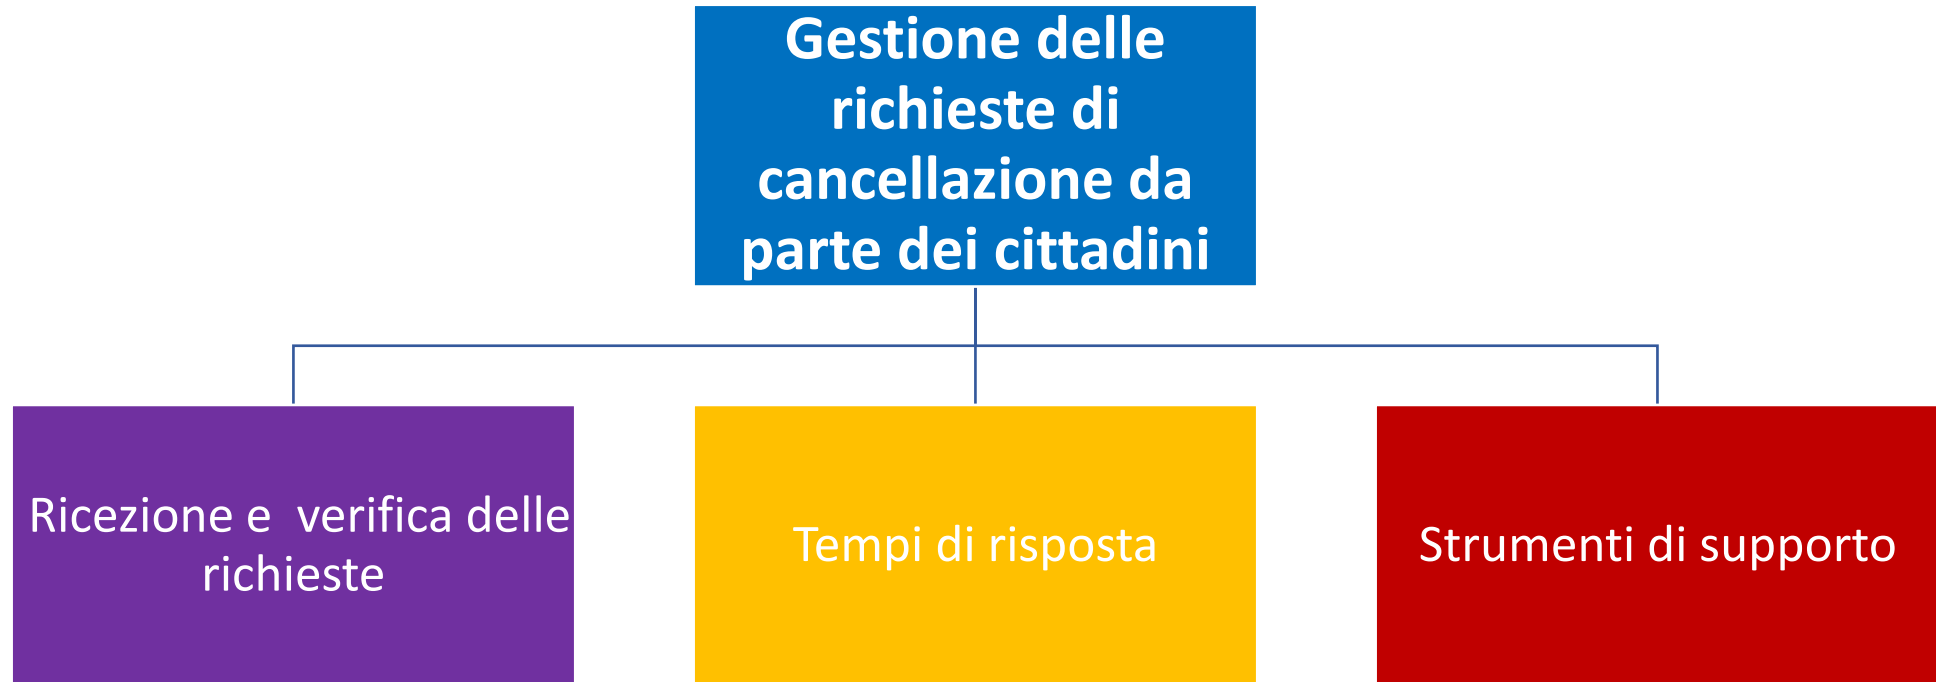 Gestione delle
richieste di
cancellazione da
parte dei cittadini
Ricezione e  verifica delle
richieste
Tempi di risposta
Strumenti di supporto